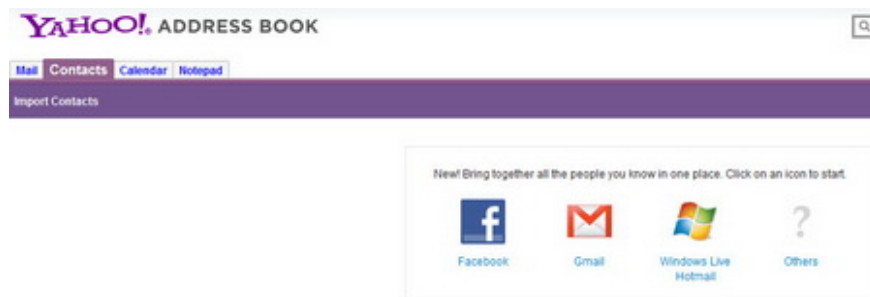 YAHOO! ADDRESS BOOK
Mail Contacts Calendar Notepad
Import Contacts
New! Bring together all the people you know in one place. Click on an icon to start.
Facebook Gmail Windows Live Hotmail Others